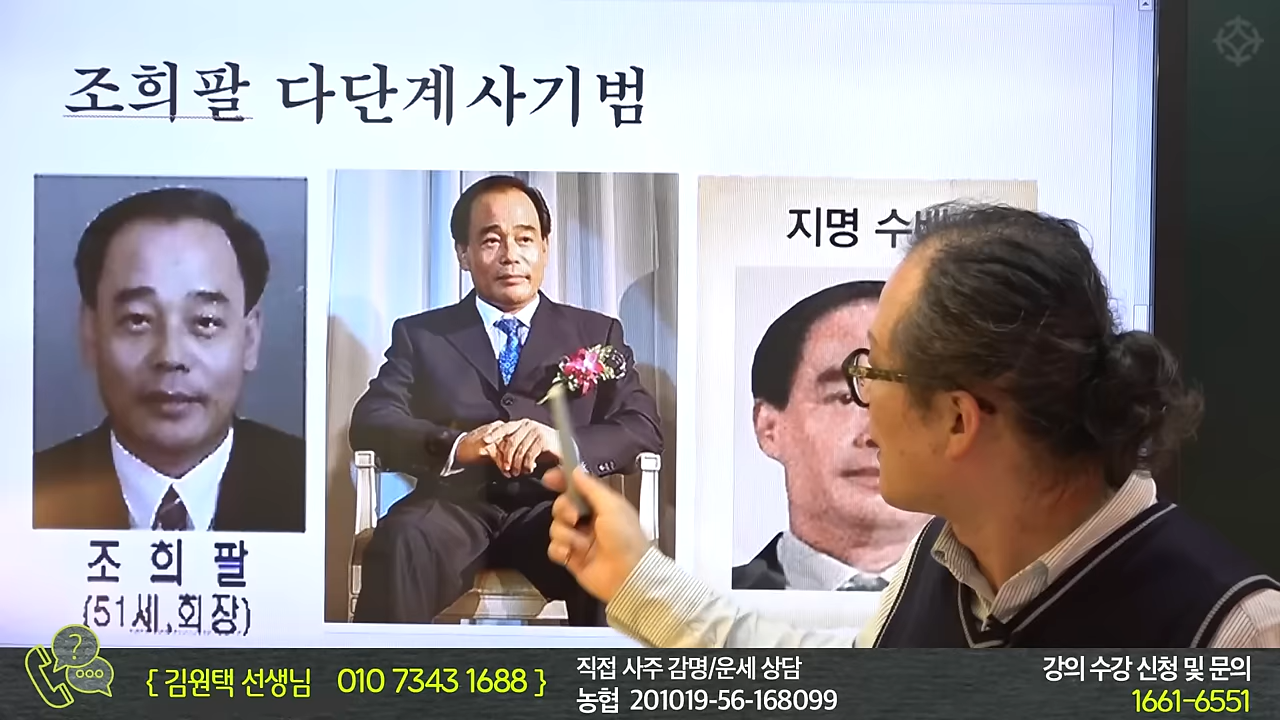 조희팔 다단계사기범
지명 수배
조 희 팔
(51세,회장)
?
{ 김원택 선생님 010 7343 1688 }
직접 사주 감명/운세 상담
농협 201019-56-168099
강의 수강 신청 및 문의
1661-6551